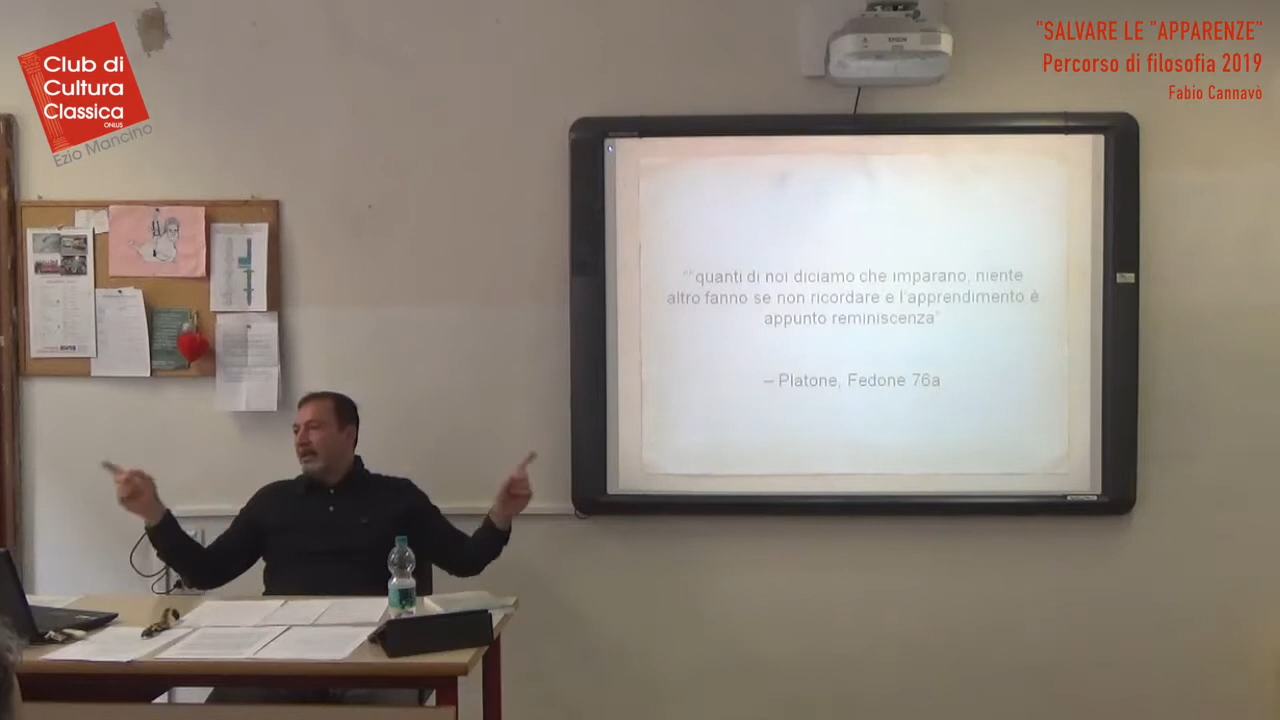 Club di
Cultura
Classica
ONLUS
Ezio Mancino
"SALVARE LE "APPARENZE"
Percorso di filosofia 2019
Fabio Cannavò
EPSON
""quanti di noi diciamo che imparano, niente
altro fanno se non ricordare e l'apprendimento è
appunto reminiscenza"
– Platone, Fedone 76a